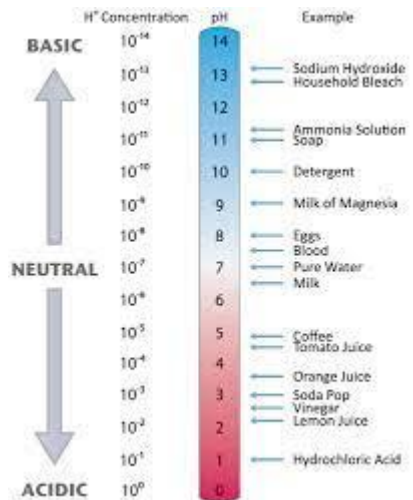 H⁺ Concentration pH Example
BASIC
10⁻¹⁴ 14
10⁻¹³ 13 Sodium Hydroxide
Household Bleach
10⁻¹² 12
Ammonia Solution
10⁻¹¹ 11 Soap
10⁻¹⁰ 10 Detergent
10⁻⁹ 9 Milk of Magnesia
10⁻⁸ 8 Eggs
Blood
NEUTRAL 10⁻⁷ 7 Pure Water
Milk
10⁻⁶ 6
10⁻⁵ 5 Coffee
Tomato Juice
10⁻⁴ 4
Orange Juice
10⁻³ 3 Soda Pop
Vinegar
10⁻² 2 Lemon Juice
10⁻¹ 1 Hydrochloric Acid
ACIDIC 10⁰ 0